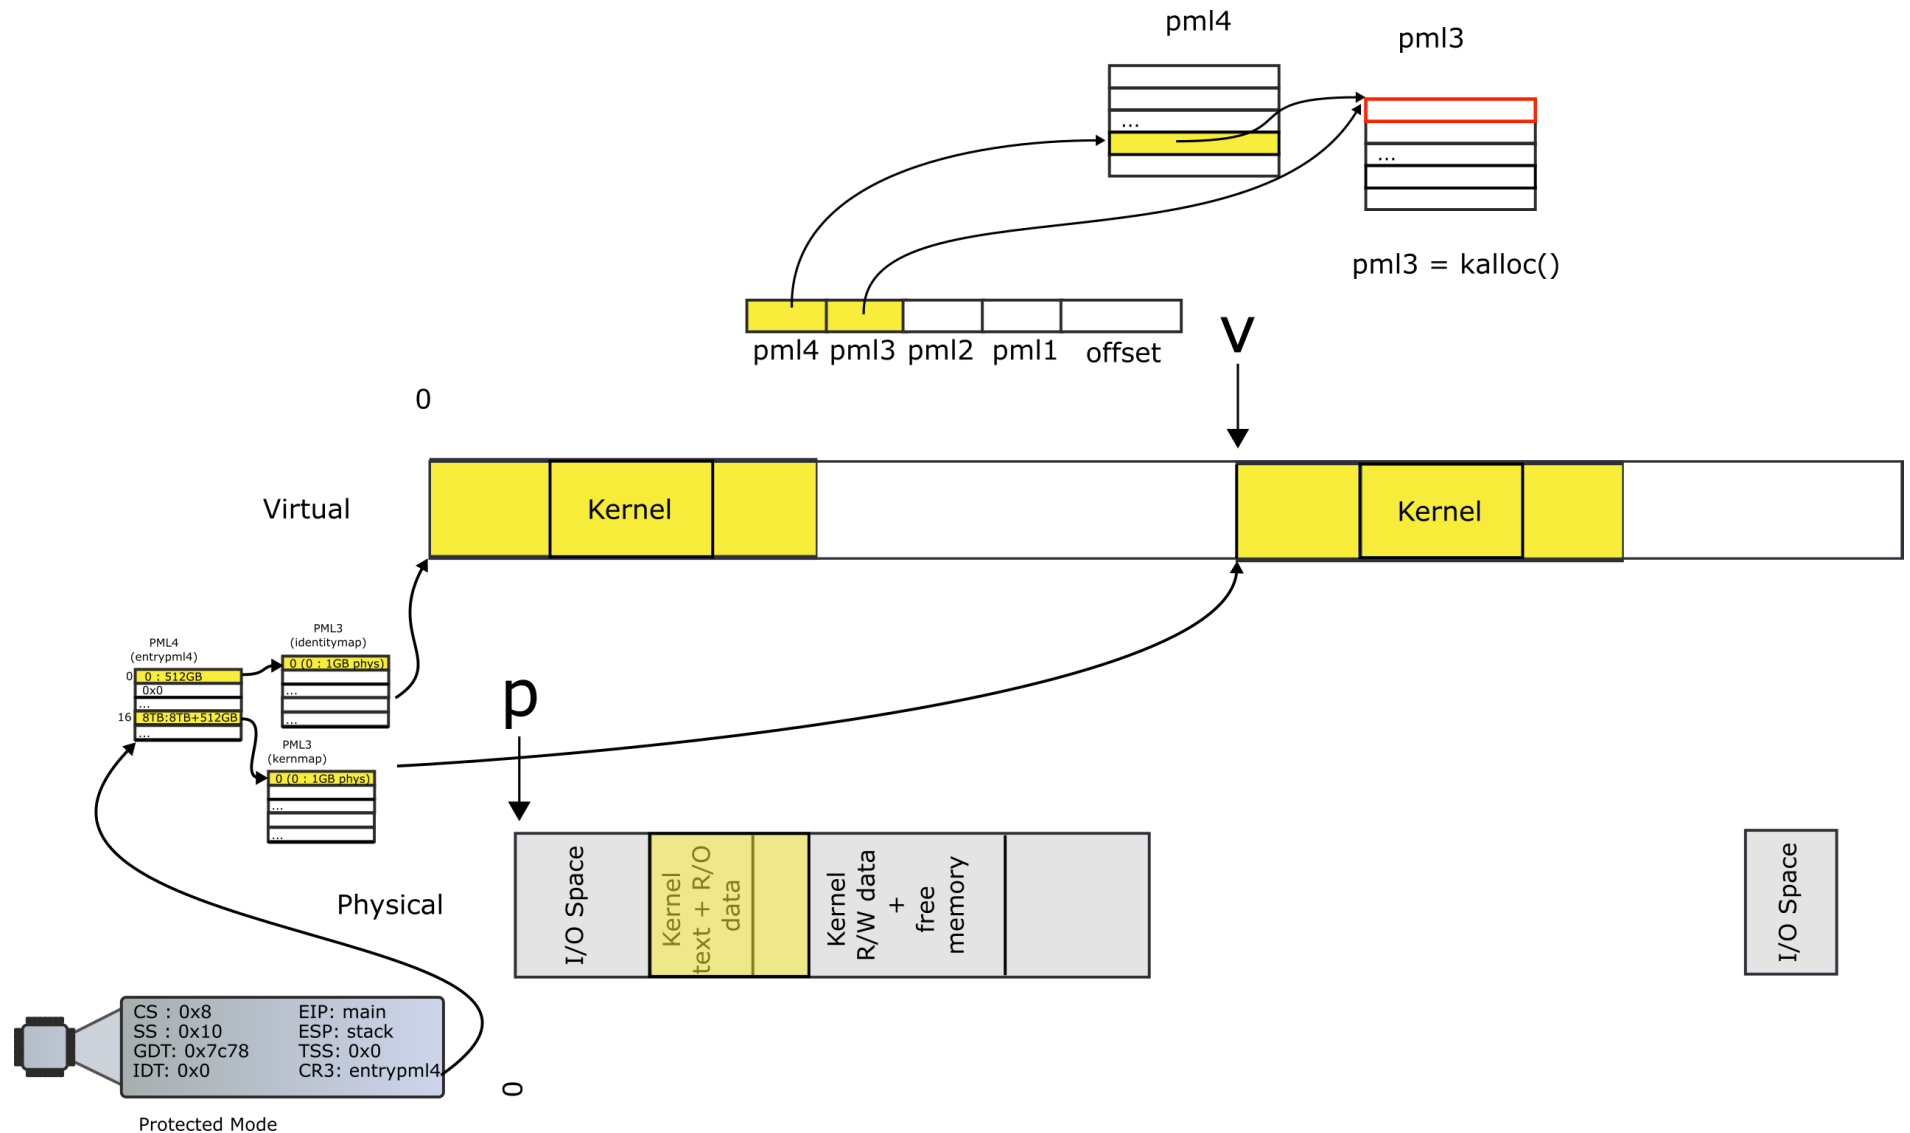 pml4
pml3
...
...
pml3 = kalloc()
pml4 pml3 pml2 pml1 offset
v
0
Virtual
Kernel
Kernel
PML4
(entrypml4)
0 0 : 512GB
0x0
...
16 8TB:8TB+512GB
...
PML3
(identitymap)
0 (0 : 1GB phys)
...
...
PML3
(kernmap)
0 (0 : 1GB phys)
...
...
p
Physical
I/O Space
Kernel
text + R/O
data
Kernel
R/W data
+
free
memory
I/O Space
CS : 0x8 EIP: main
SS : 0x10 ESP: stack
GDT: 0x7c78 TSS: 0x0
IDT: 0x0 CR3: entrypml4
0
Protected Mode